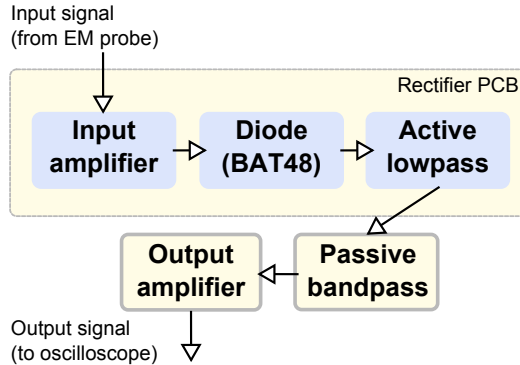 Input signal
(from EM probe)
Rectifier PCB
Input
amplifier
Diode
(BAT48)
Active
lowpass
Output
amplifier
Passive
bandpass
Output signal
(to oscilloscope)